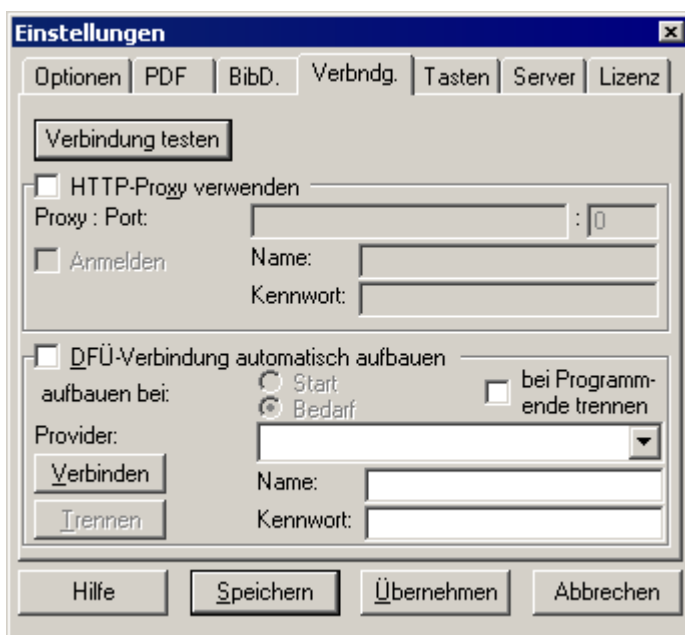 Einstellungen
Optionen PDF BibD. Verbndg. Tasten Server Lizenz
Verbindung testen
HTTP-Proxy verwenden
Proxy : Port: : 0
Anmelden Name:
Kennwort:
DFÜ-Verbindung automatisch aufbauen
aufbauen bei: Start bei Programm-
Bedarf ende trennen
Provider:
Verbinden Name:
Trennen Kennwort:
Hilfe Speichern Übernehmen Abbrechen